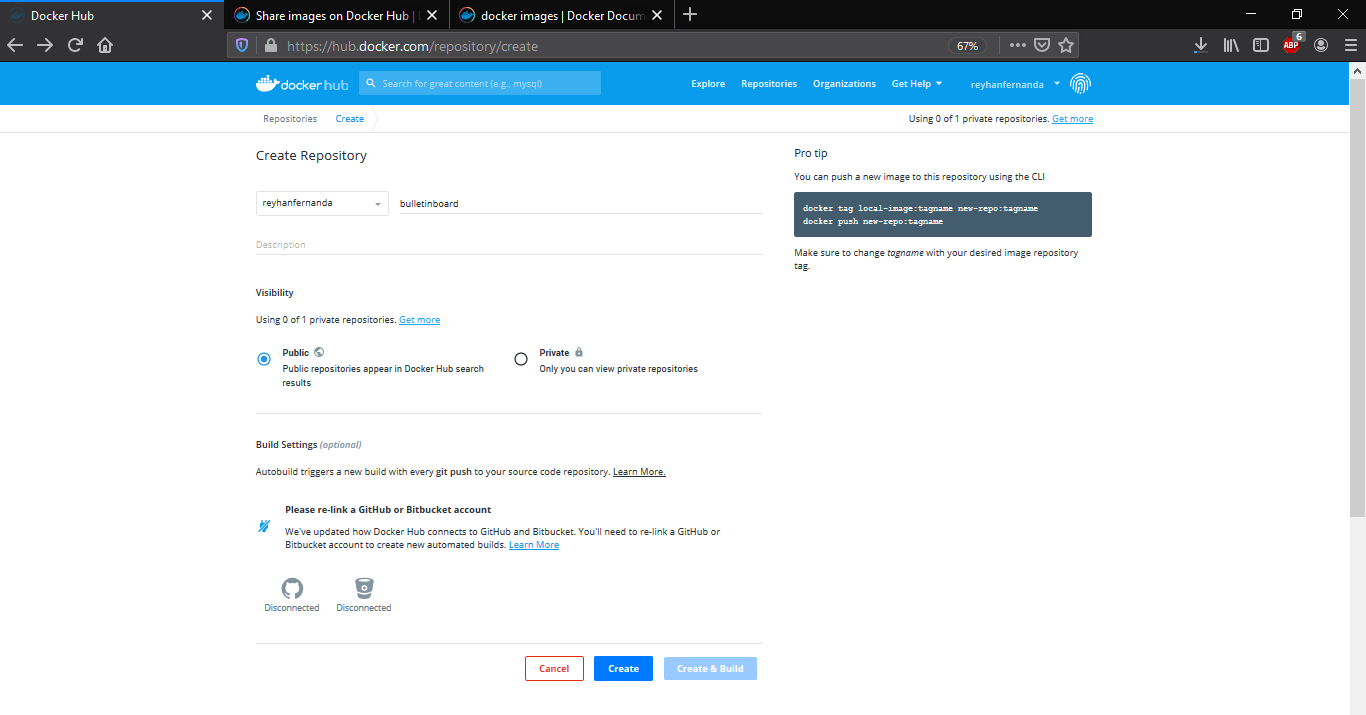 Docker Hub
Share images on Docker Hub |
docker images | Docker Docum
https://hub.docker.com/repository/create
67%
ABP
6
docker hub
Search for great content (e.g., mysql)
Explore
Repositories
Organizations
Get Help
reyhanfernanda
Repositories
Create
Using 0 of 1 private repositories. Get more
Create Repository
reyhanfernanda
bulletinboard
Description
Visibility
Using 0 of 1 private repositories. Get more
Public
Public repositories appear in Docker Hub search
results
Private
Only you can view private repositories
Build Settings (optional)
Autobuild triggers a new build with every git push to your source code repository. Learn More.
Please re-link a GitHub or Bitbucket account
We've updated how Docker Hub connects to GitHub and Bitbucket. You'll need to re-link a GitHub or
Bitbucket account to create new automated builds. Learn More
Disconnected
Disconnected
Cancel
Create
Create & Build
Pro tip
You can push a new image to this repository using the CLI
docker tag local-image:tagname new-repo:tagname
docker push new-repo:tagname
Make sure to change tagname with your desired image repository
tag.